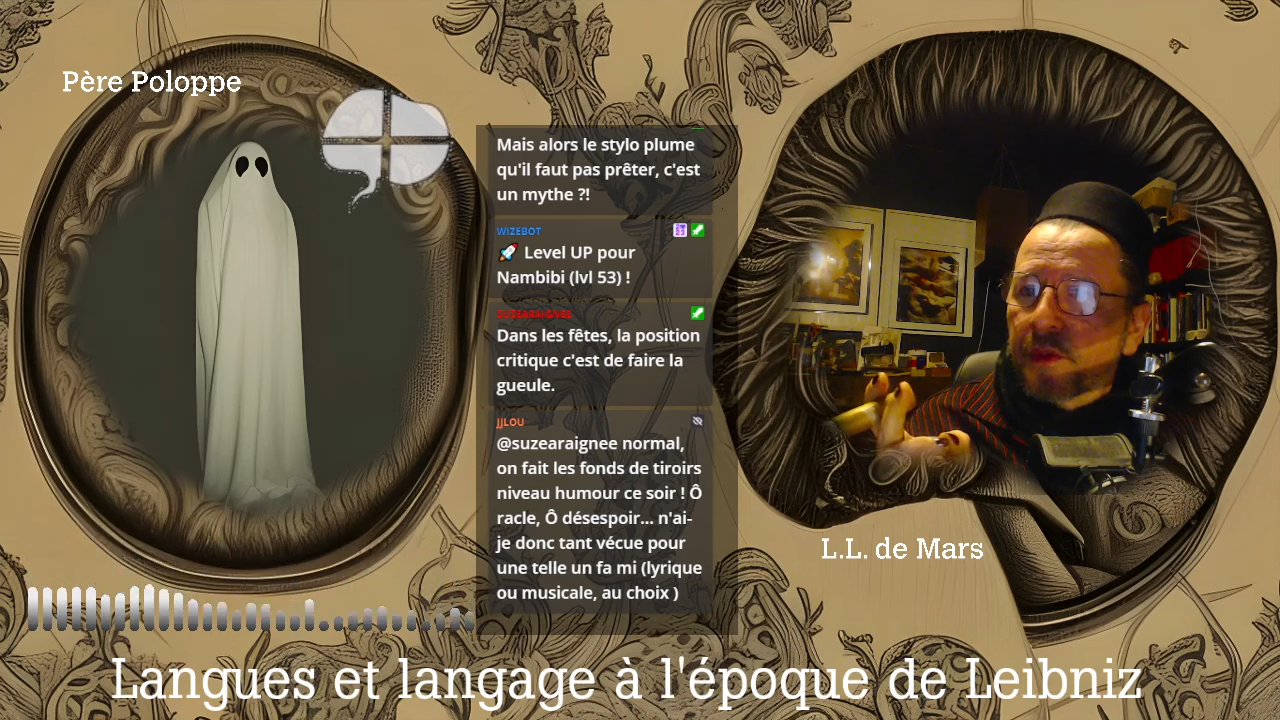 Père Poloppe
Mais alors le stylo plume
qu'il faut pas prêter, c'est
un mythe ?!
WIZEBOT
🚀 Level UP pour
Nambibi (lvl 53) !
SUZEARAIGNEE
Dans les fêtes, la position
critique c'est de faire la
gueule.
JJLOU
@suzearaignee normal,
on fait les fonds de tiroirs
niveau humour ce soir ! Ô
racle, Ô désespoir... n'ai-
je donc tant vécue pour
une telle un fa mi (lyrique
ou musicale, au choix )
L.L. de Mars
Langues et langage à l'époque de Leibniz